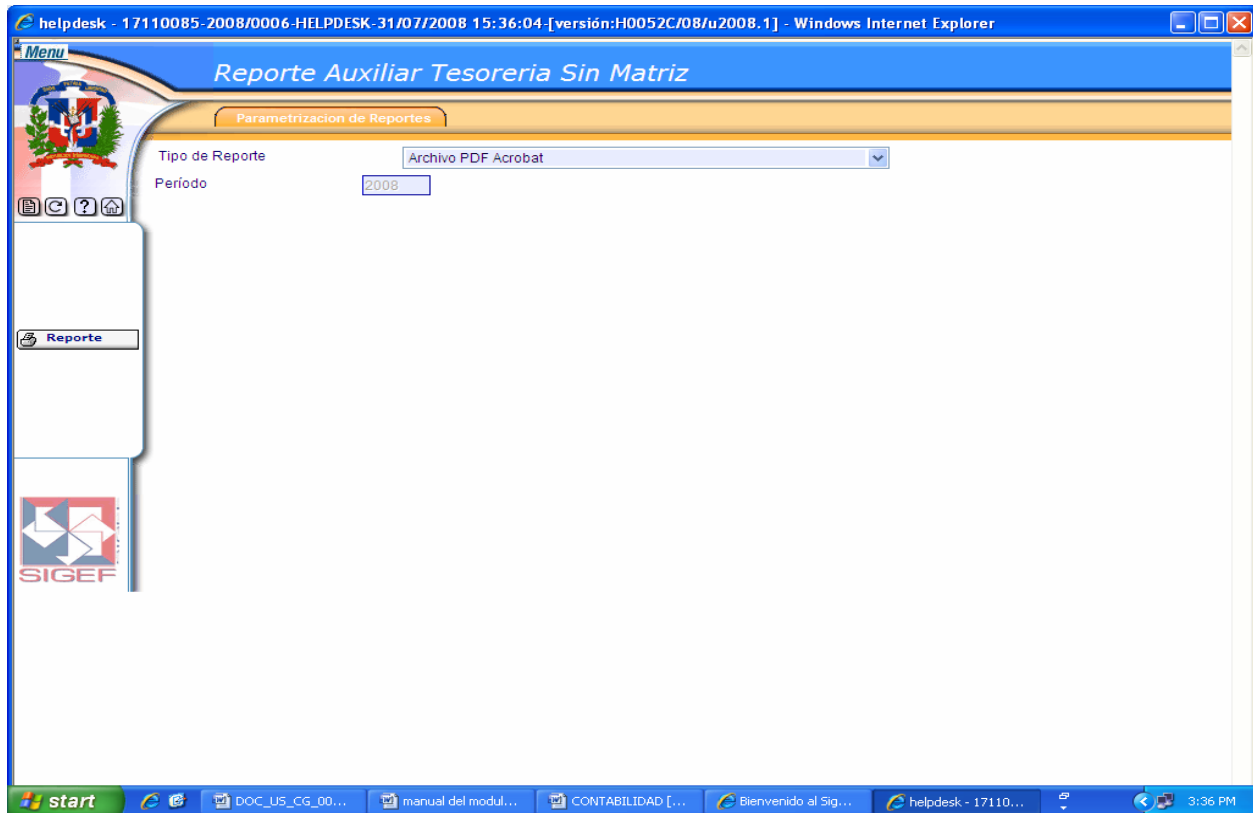 helpdesk - 17110085-2008/0006-HELPDESK-31/07/2008 15:36:04-[versión:H0052C/08/u2008.1] - Windows Internet Explorer
Menu
Reporte Auxiliar Tesoreria Sin Matriz
Parametrizacion de Reportes
Tipo de Reporte
Archivo PDF Acrobat
Período
2008
Reporte
SIGEF
start
DOC_US_CG_00...
manual del modul...
CONTABILIDAD [...
Bienvenido al Sig...
helpdesk - 17110...
3:36 PM